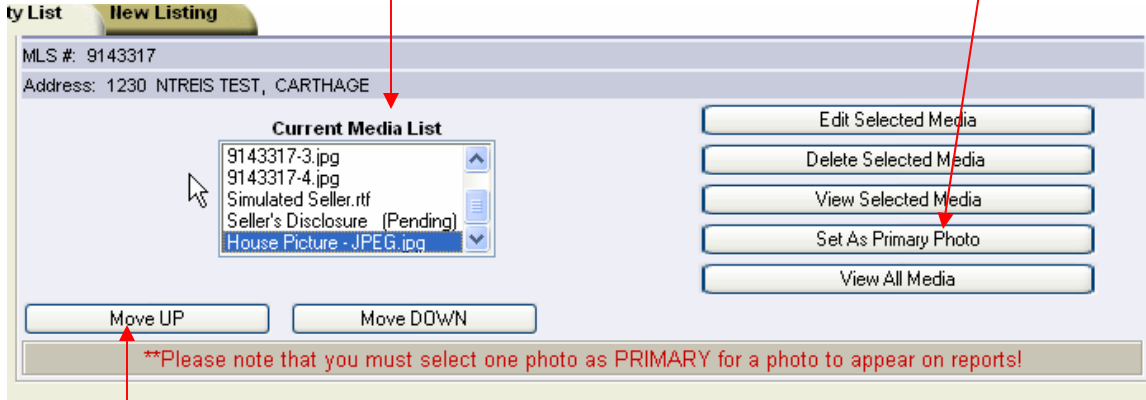 ty List New Listing
MLS #: 9143317
Address: 1230 NTREIS TEST, CARTHAGE
Current Media List
9143317-3.jpg
9143317-4.jpg
Simulated Seller.rtf
Seller's Disclosure (Pending)
House Picture - JPEG.jpg
Edit Selected Media
Delete Selected Media
View Selected Media
Set As Primary Photo
View All Media
Move UP Move DOWN
**Please note that you must select one photo as PRIMARY for a photo to appear on reports!